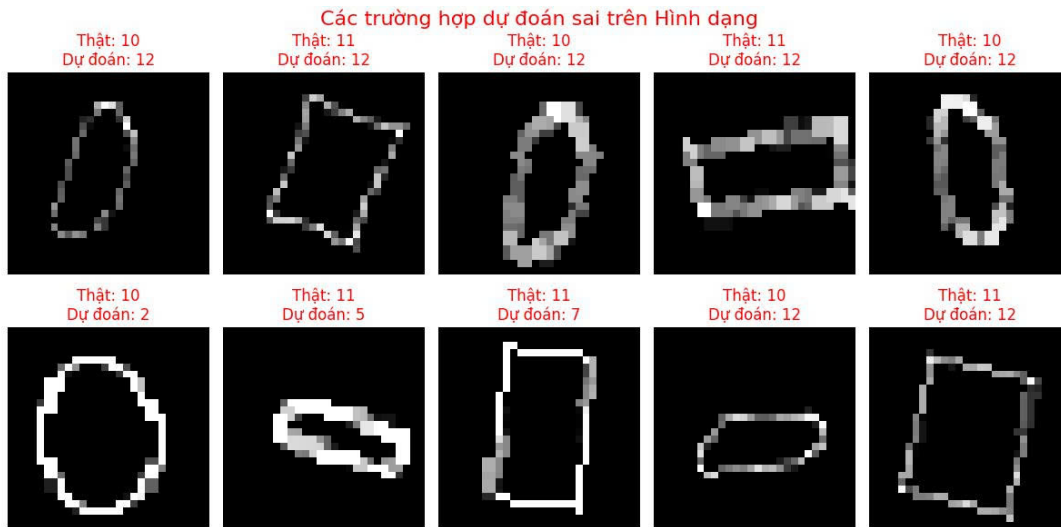 Các trường hợp dự đoán sai trên Hình dạng
Thật: 10
Dự đoán: 12
Thật: 11
Dự đoán: 12
Thật: 10
Dự đoán: 12
Thật: 11
Dự đoán: 12
Thật: 10
Dự đoán: 12
Thật: 10
Dự đoán: 2
Thật: 11
Dự đoán: 5
Thật: 11
Dự đoán: 7
Thật: 10
Dự đoán: 12
Thật: 11
Dự đoán: 12